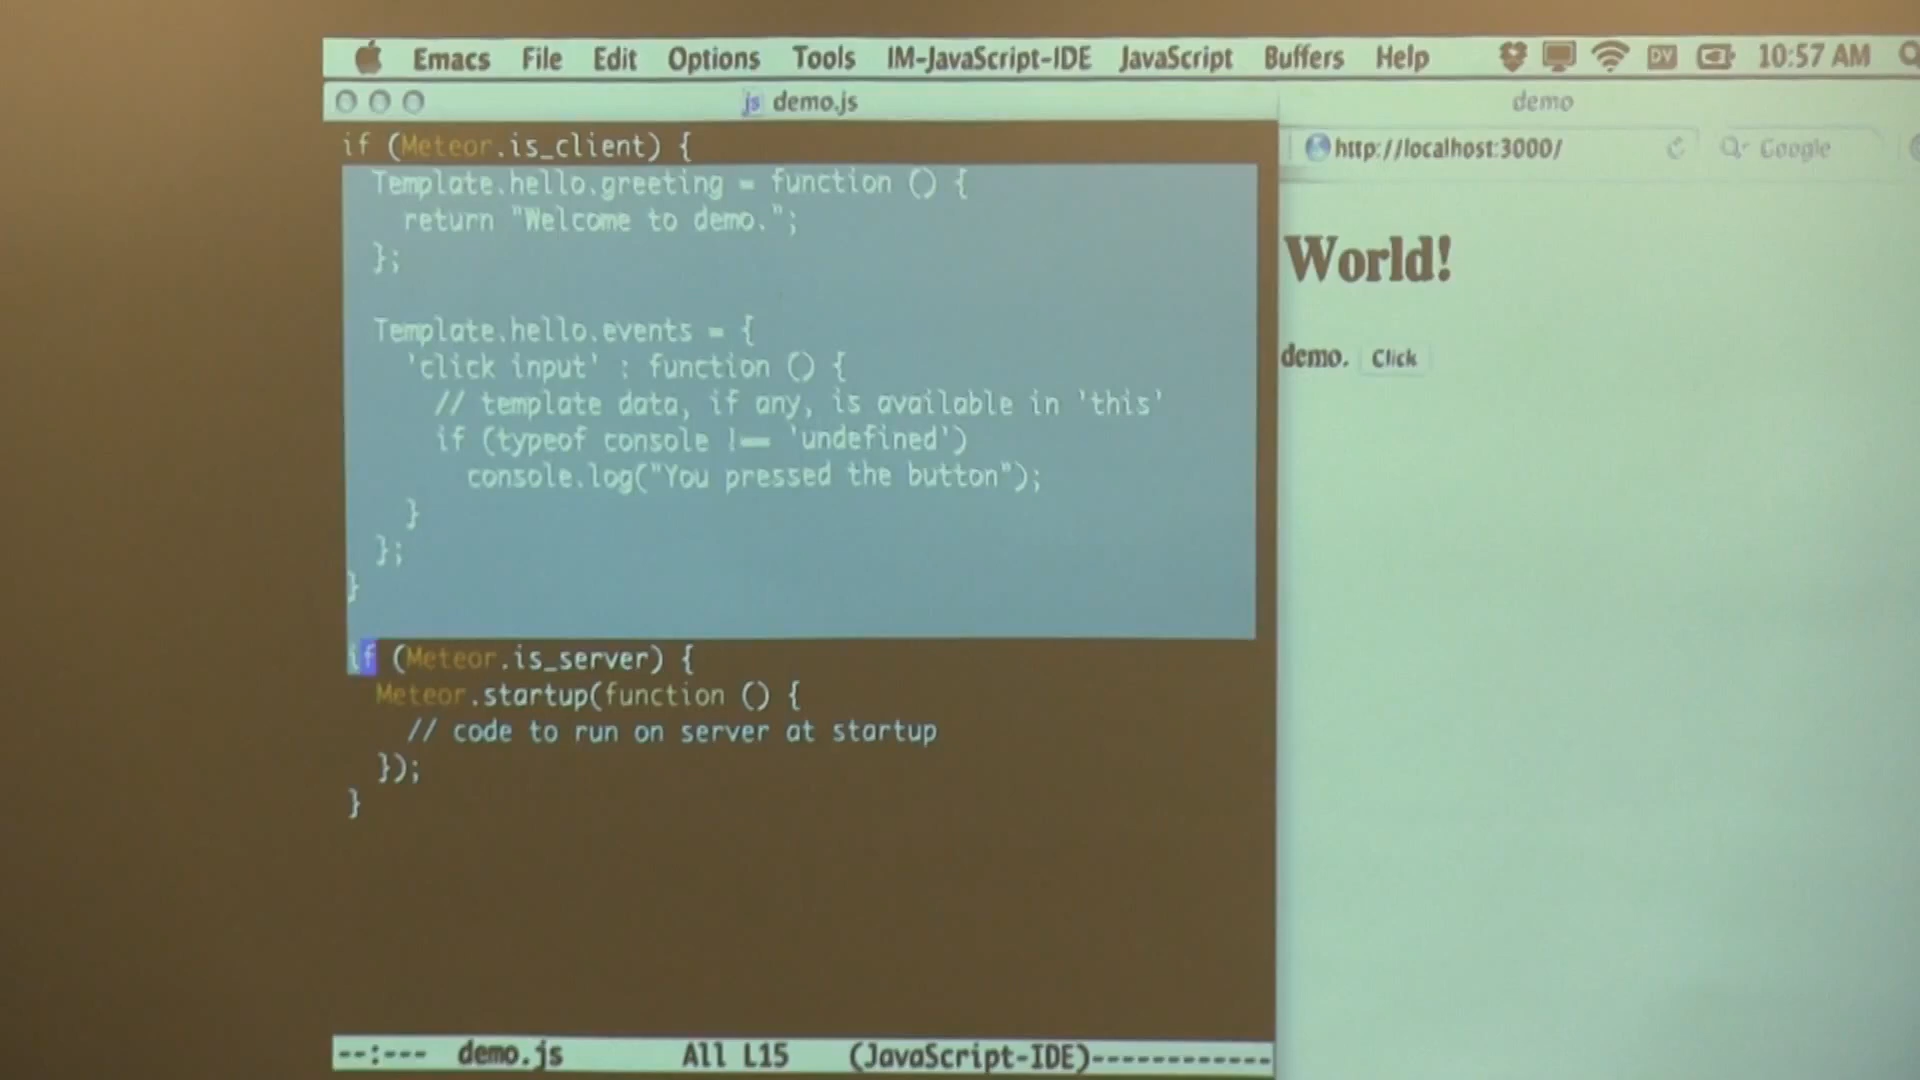 Emacs File Edit Options Tools IM-JavaScript-IDE JavaScript Buffers Help DV 10:57 AM
js demo.js
if (Meteor.is_client) {
Template.hello.greeting = function () {
return "Welcome to demo.";
};
Template.hello.events = {
'click input' : function () {
// template data, if any, is available in 'this'
if (typeof console !== 'undefined')
console.log("You pressed the button");
}
};
}
if (Meteor.is_server) {
Meteor.startup(function () {
// code to run on server at startup
});
}
--:--- demo.js All L15 (JavaScript-IDE)------------
demo
http://localhost:3000/ Google
World!
demo. Click